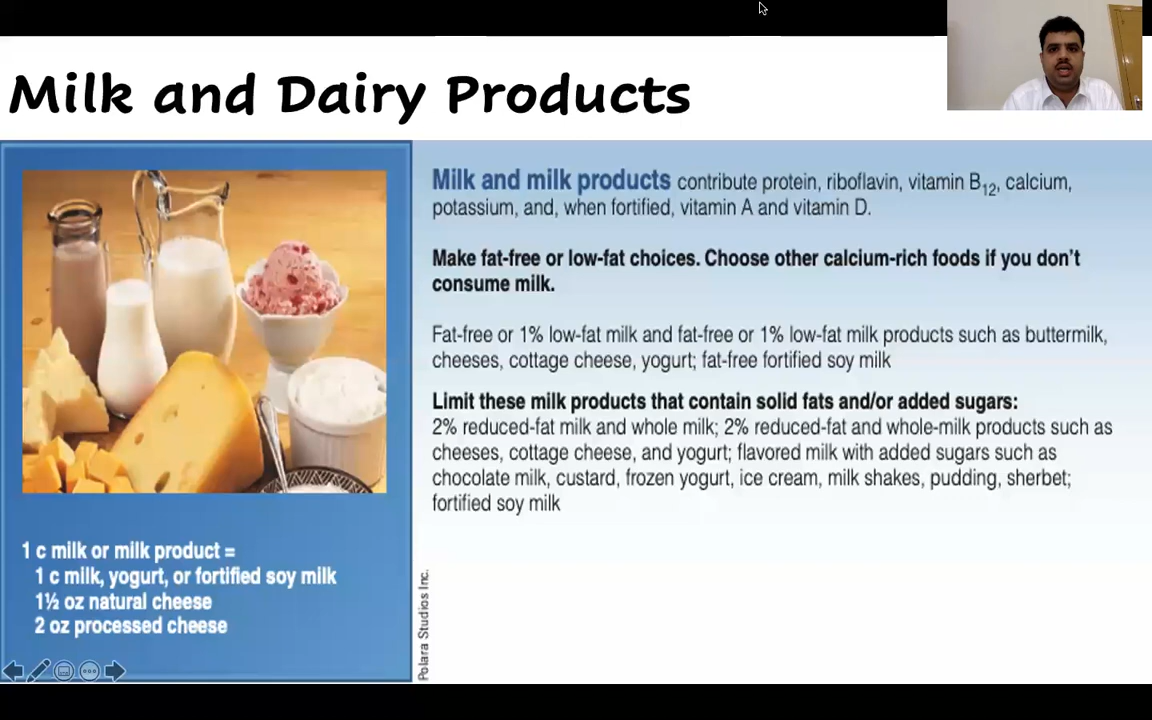 Milk and Dairy Products
Milk and milk products contribute protein, riboflavin, vitamin B12, calcium,
potassium, and, when fortified, vitamin A and vitamin D.
Make fat-free or low-fat choices. Choose other calcium-rich foods if you don't
consume milk.
Fat-free or 1% low-fat milk and fat-free or 1% low-fat milk products such as buttermilk,
cheeses, cottage cheese, yogurt; fat-free fortified soy milk
Limit these milk products that contain solid fats and/or added sugars:
2% reduced-fat milk and whole milk; 2% reduced-fat and whole-milk products such as
cheeses, cottage cheese, and yogurt; flavored milk with added sugars such as
chocolate milk, custard, frozen yogurt, ice cream, milk shakes, pudding, sherbet;
fortified soy milk
1 c milk or milk product =
1 c milk, yogurt, or fortified soy milk
1½ oz natural cheese
2 oz processed cheese
Polara Studios Inc.